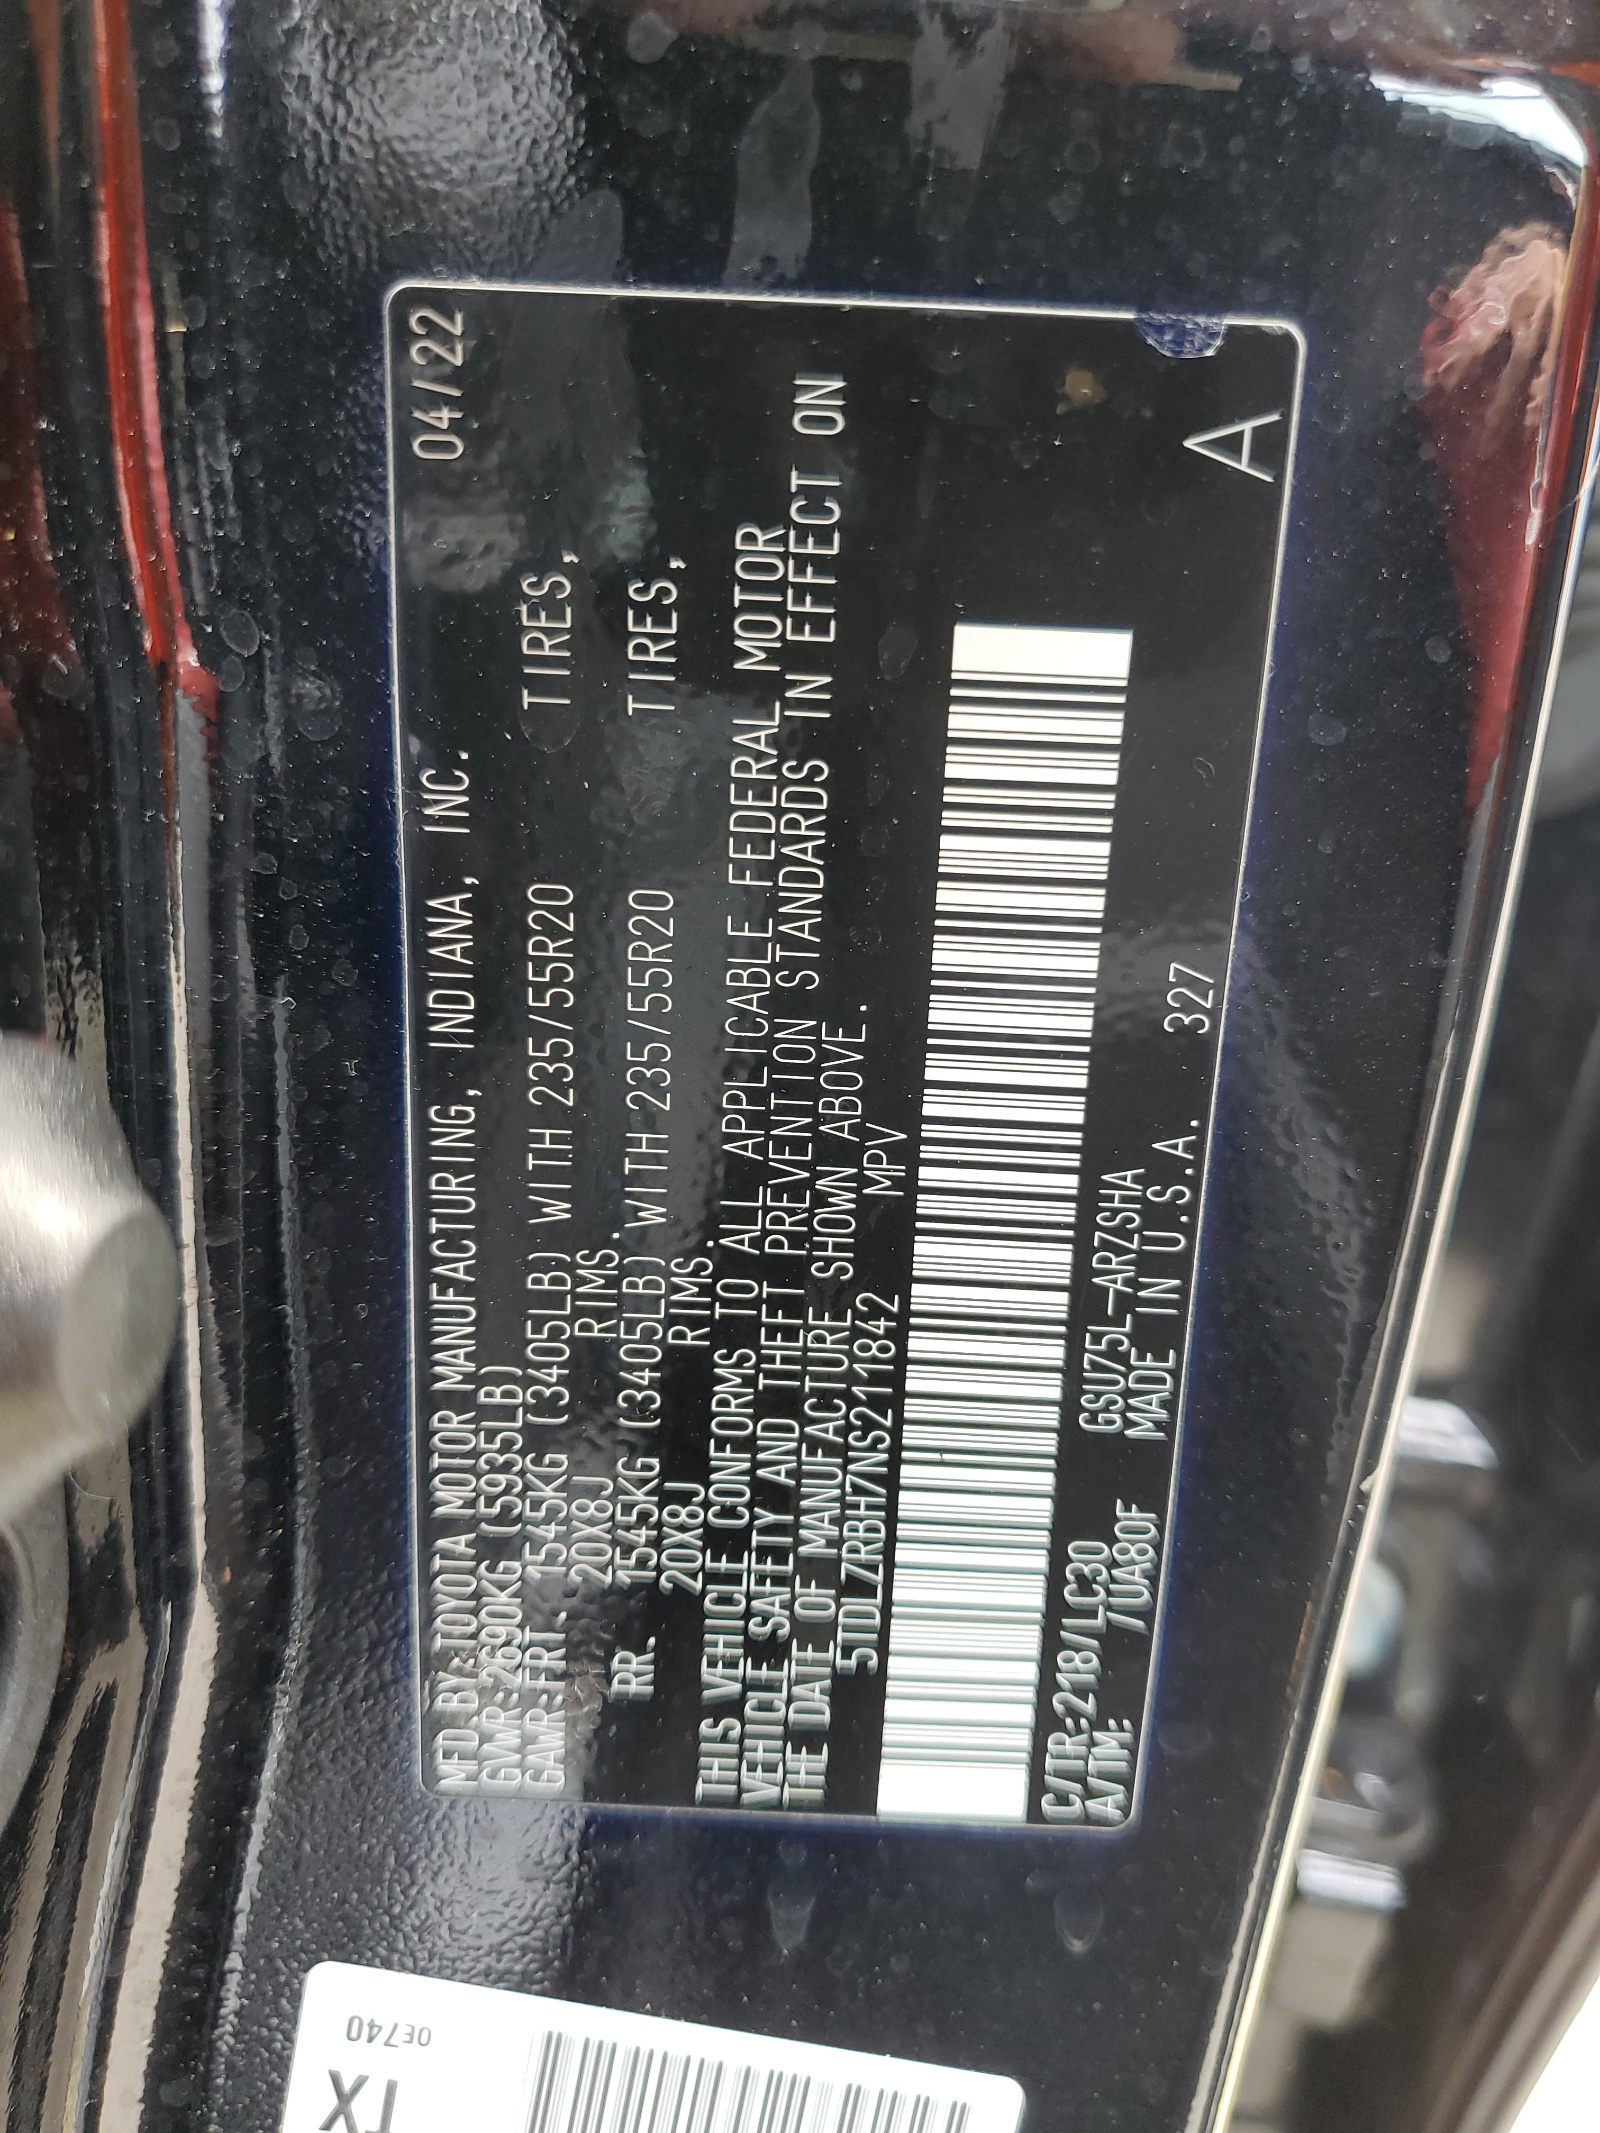 04/22
MFD.BY:TOYOTA MOTOR MANUFACTURING, INDIANA, INC.
GVWR:2690KG(5935LB)
GAWR:FRT. 1545KG(3405LB) WITH 235/55R20 TIRES,
20X8J RIMS.
RR. 1545KG(3405LB) WITH 235/55R20 TIRES,
20X8J RIMS.
THIS VEHICLE CONFORMS TO ALL APPLICABLE FEDERAL MOTOR
VEHICLE SAFETY AND THEFT PREVENTION STANDARDS IN EFFECT ON
THE DATE OF MANUFACTURE SHOWN ABOVE.
5TDLZRBH7NS211842 MPV
C/TR:218/LC30 GSU75L-ARZSHA
A/TM: /UA80F MADE IN U.S.A. 327
A
0E740
TX